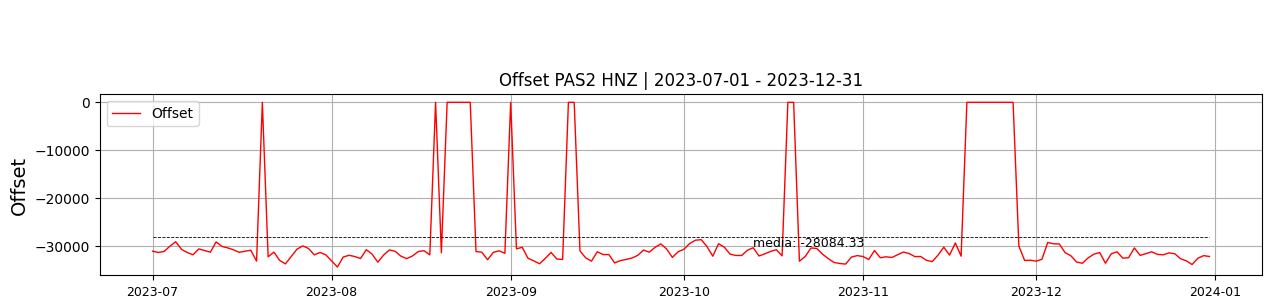 Offset PAS2 HNZ | 2023-07-01 - 2023-12-31
Offset
0
−10000
−20000
−30000
Offset
media: -28084.33
2023-07
2023-08
2023-09
2023-10
2023-11
2023-12
2024-01